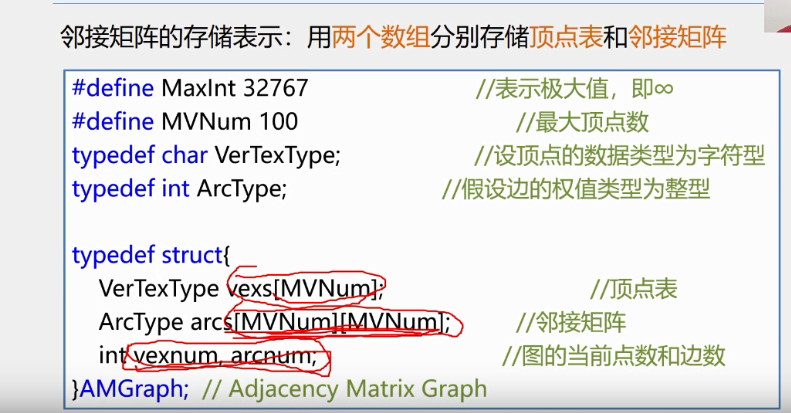 邻接矩阵的存储表示：用两个数组分别存储顶点表和邻接矩阵
#define MaxInt 32767 //表示极大值，即∞
#define MVNum 100 //最大顶点数
typedef char VerTexType; //设顶点的数据类型为字符型
typedef int ArcType; //假设边的权值类型为整型
typedef struct{
VerTexType vexs[MVNum]; //顶点表
ArcType arcs[MVNum][MVNum]; //邻接矩阵
int vexnum, arcnum; //图的当前点数和边数
}AMGraph; // Adjacency Matrix Graph